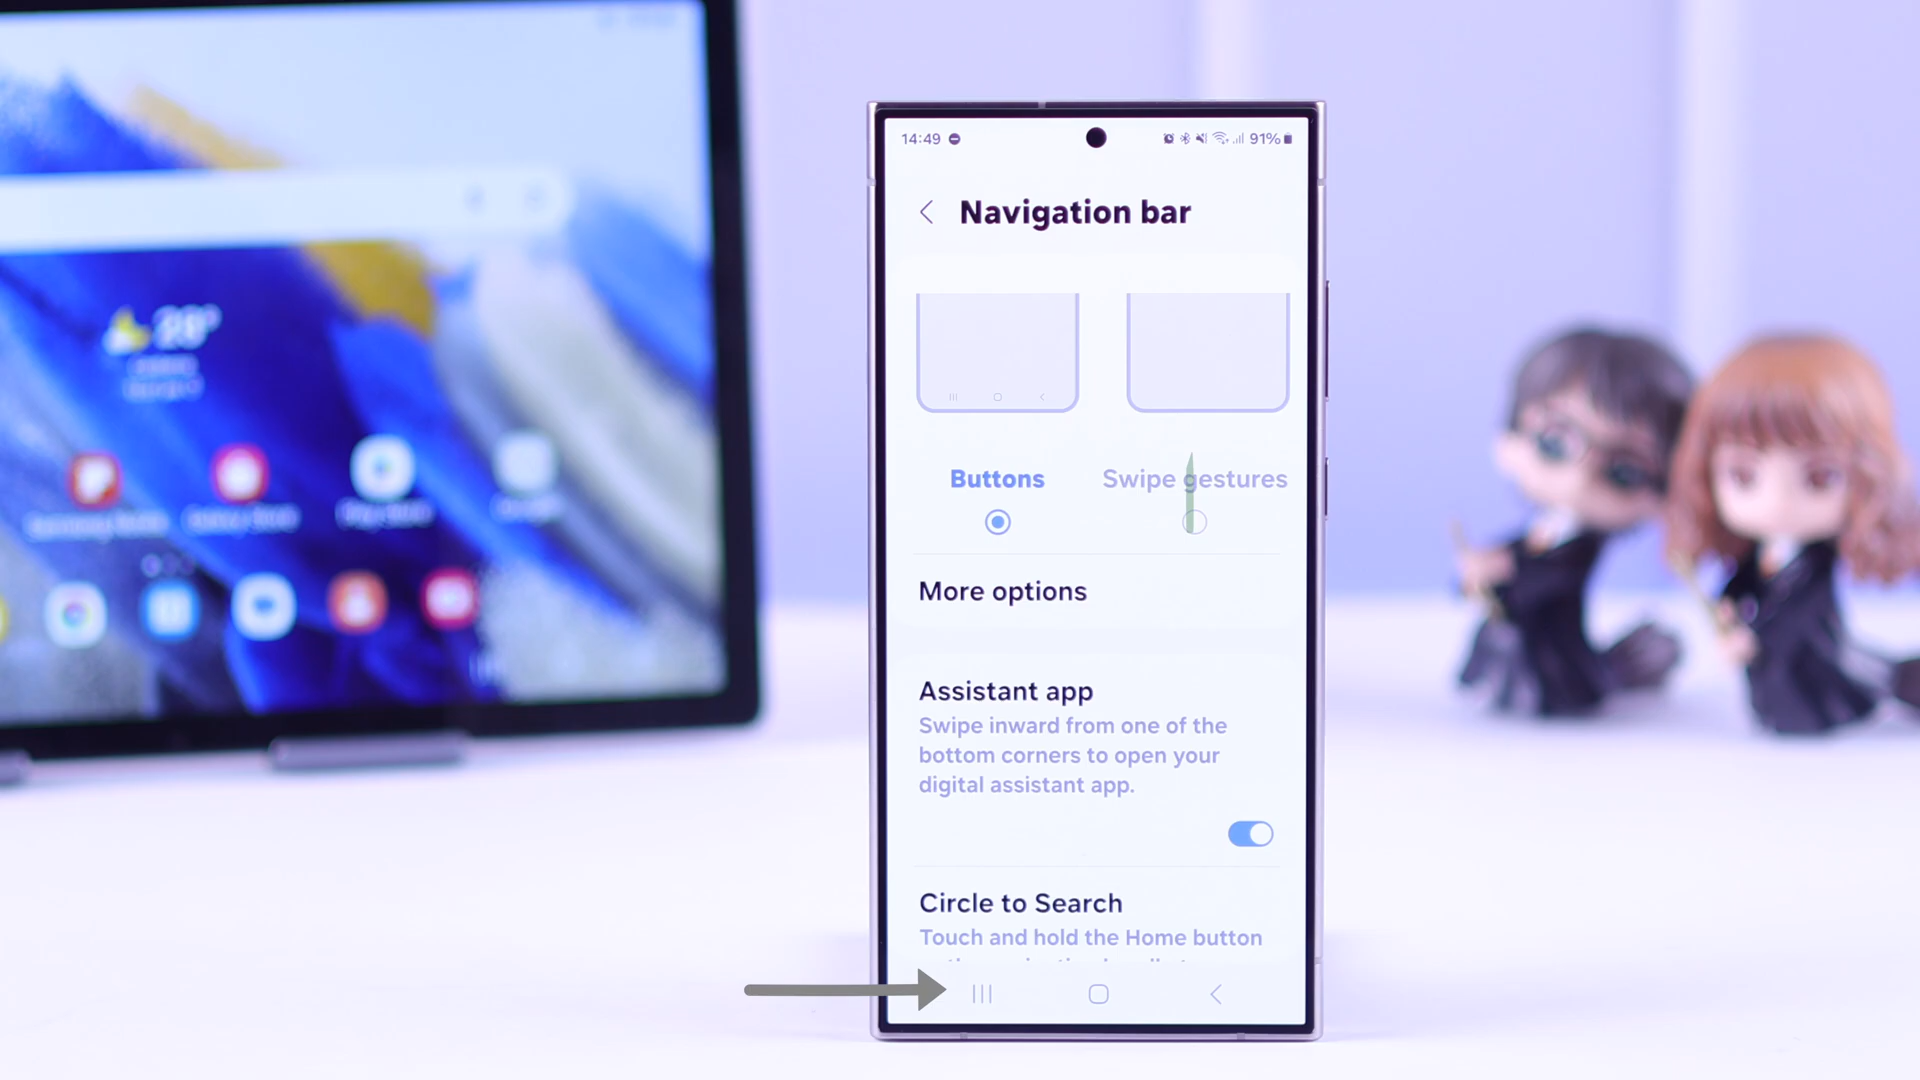 14:49
91%
Navigation bar
Buttons
Swipe gestures
More options
Assistant app
Swipe inward from one of the
bottom corners to open your
digital assistant app.
Circle to Search
Touch and hold the Home button
28°